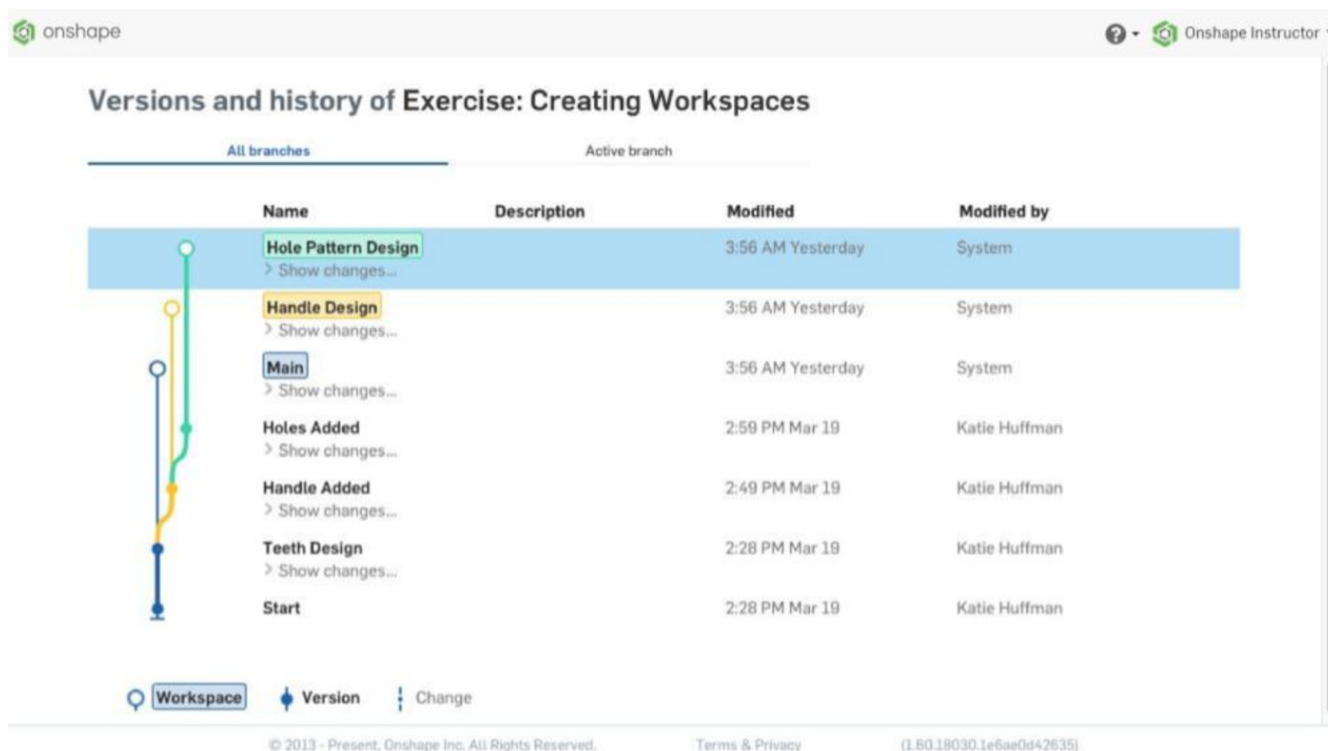 onshape
Onshape Instructor
Versions and history of Exercise: Creating Workspaces
All branches Active branch
Name Description Modified Modified by
Hole Pattern Design 3:56 AM Yesterday System
> Show changes...
Handle Design 3:56 AM Yesterday System
> Show changes...
Main 3:56 AM Yesterday System
> Show changes...
Holes Added 2:59 PM Mar 19 Katie Huffman
> Show changes...
Handle Added 2:49 PM Mar 19 Katie Huffman
> Show changes...
Teeth Design 2:28 PM Mar 19 Katie Huffman
> Show changes...
Start 2:28 PM Mar 19 Katie Huffman
Workspace Version Change
© 2013 - Present, Onshape Inc. All Rights Reserved. Terms & Privacy (1.60.18030.1e6ae0d42635)